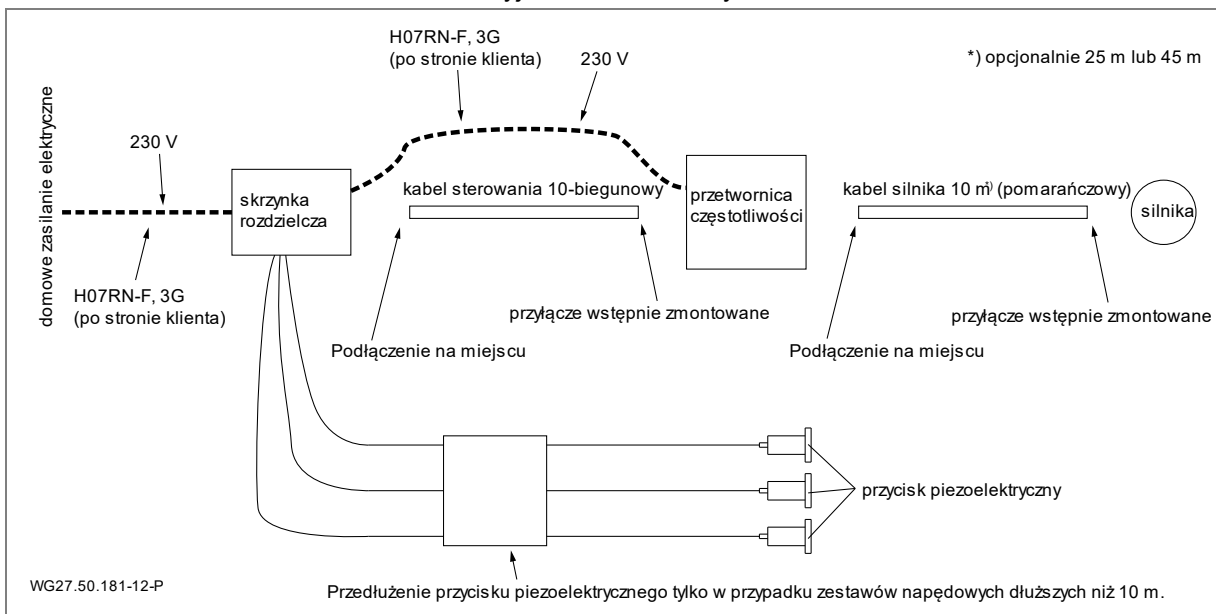 H07RN-F, 3G
(po stronie klienta)
230 V
*) opcjonalnie 25 m lub 45 m
domowe zasilanie elektryczne
230 V
skrzynka
rozdzielcza
kabel sterowania 10-biegunowy
przetwornica
częstotliwości
kabel silnika 10 m*) (pomarańczowy)
silnika
H07RN-F, 3G
(po stronie klienta)
przyłącze wstępnie zmontowane
przyłącze wstępnie zmontowane
Podłączenie na miejscu
Podłączenie na miejscu
przycisk piezoelektryczny
WG27.50.181-12-P
Przedłużenie przycisku piezoelektrycznego tylko w przypadku zestawów napędowych dłuższych niż 10 m.